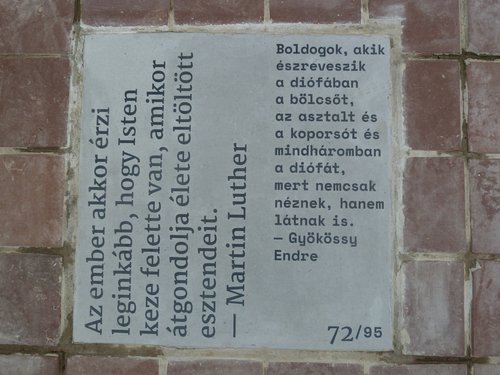 Az ember akkor érzi
leginkább, hogy Isten
keze felette van, amikor
átgondolja élete eltöltött
esztendeit.
— Martin Luther
Boldogok, akik
észreveszik
a diófában
a bölcsőt,
az asztalt és
a koporsót és
mindháromban
a diófát,
mert nemcsak
néznek, hanem
látnak is.
— Gyökössy
Endre
72/95